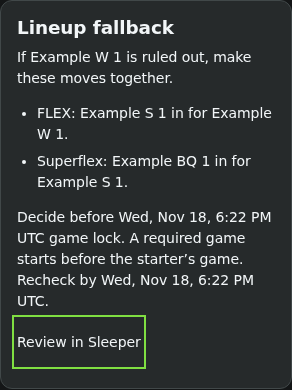 Lineup fallback
If Example W 1 is ruled out, make
these moves together.
• FLEX: Example S 1 in for Example
W 1.
• Superflex: Example BQ 1 in for
Example S 1.
Decide before Wed, Nov 18, 6:22 PM
UTC game lock. A required game
starts before the starter’s game.
Recheck by Wed, Nov 18, 6:22 PM
UTC.
Review in Sleeper